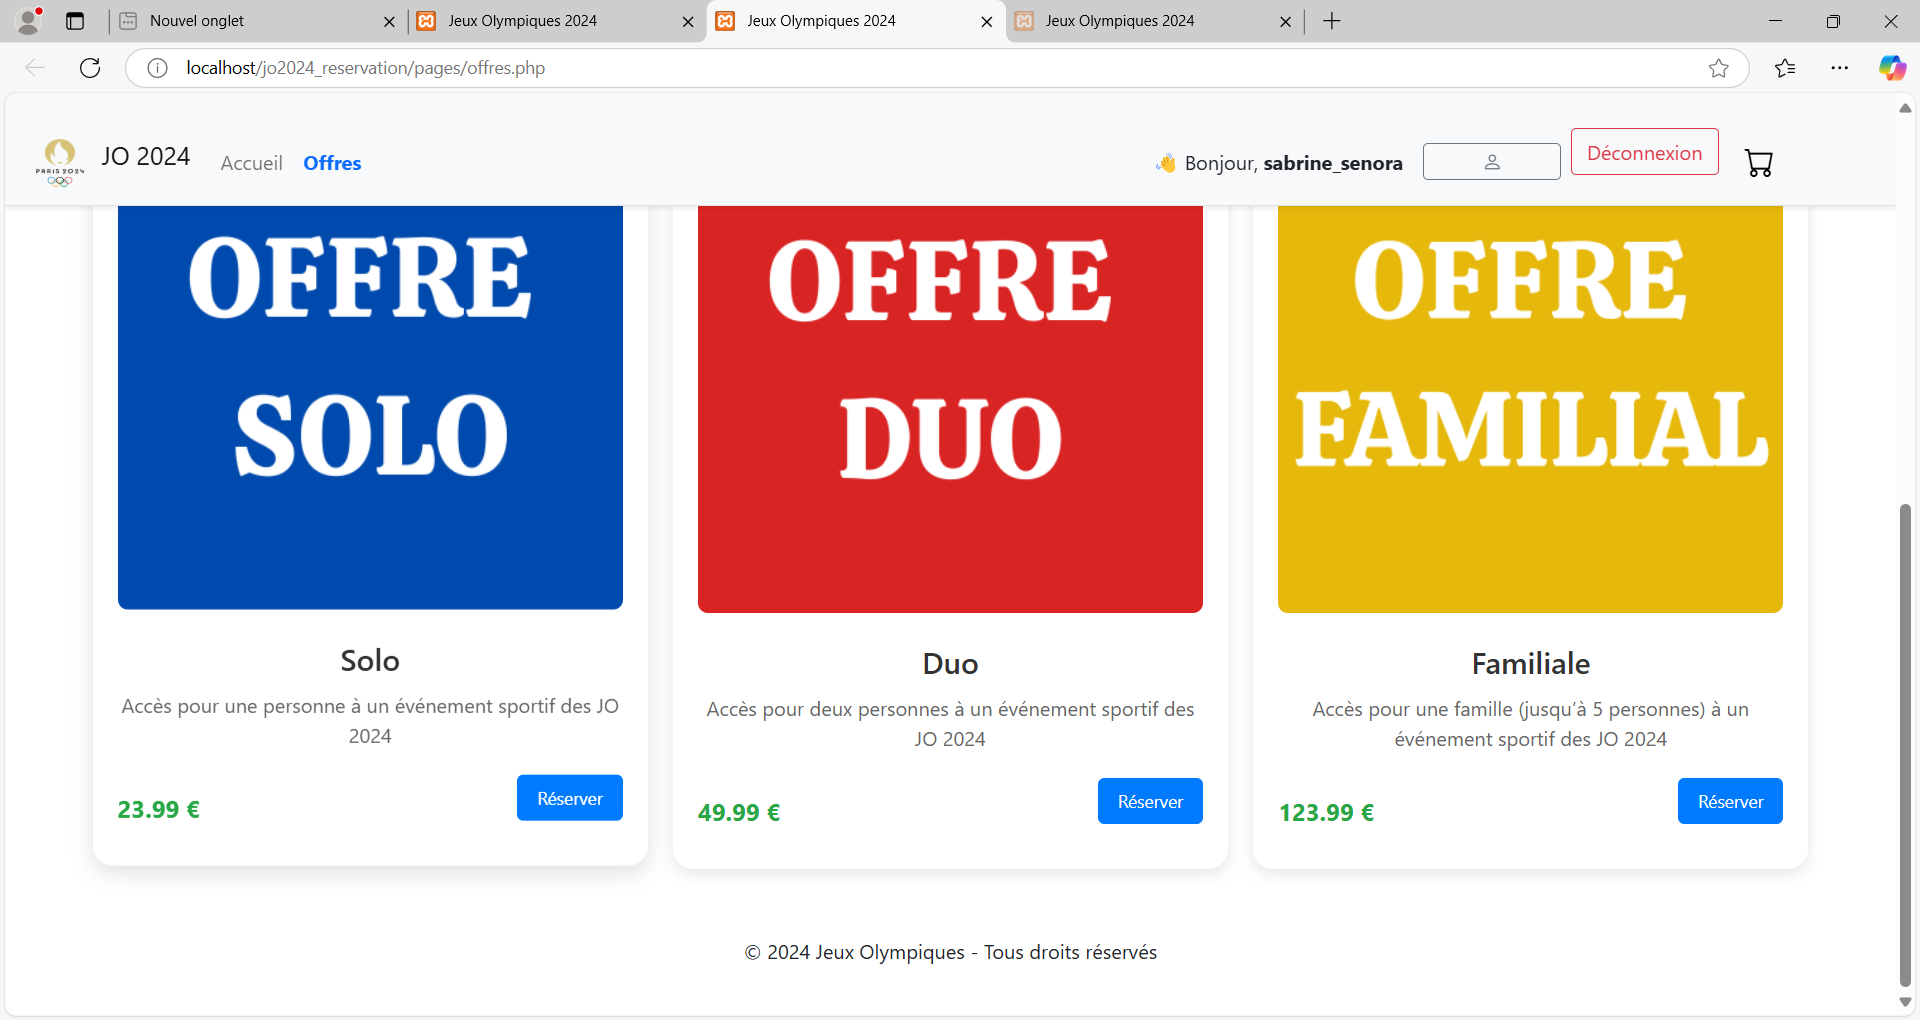 Nouvel onglet
Jeux Olympiques 2024
Jeux Olympiques 2024
Jeux Olympiques 2024
localhost/jo2024_reservation/pages/offres.php
PARIS 2024
JO 2024
Accueil
Offres
👋 Bonjour, sabrine_senora
Déconnexion
OFFRE
SOLO
OFFRE
DUO
OFFRE
FAMILIAL
Solo
Accès pour une personne à un événement sportif des JO
2024
23.99 €
Réserver
Duo
Accès pour deux personnes à un événement sportif des
JO 2024
49.99 €
Réserver
Familiale
Accès pour une famille (jusqu'à 5 personnes) à un
événement sportif des JO 2024
123.99 €
Réserver
© 2024 Jeux Olympiques - Tous droits réservés